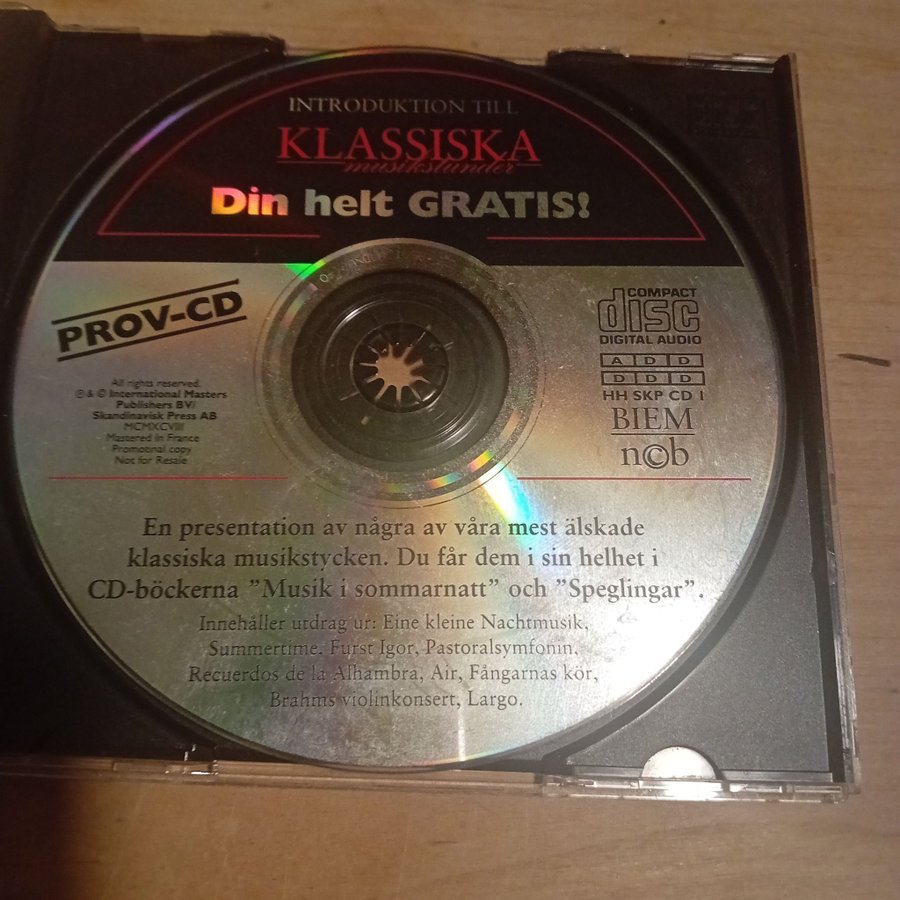 INTRODUKTION TILL
KLASSISKA
musikstunder
Din helt GRATIS!
PROV-CD
All rights reserved.
℗ & © International Masters
Publishers BV/
Skandinavisk Press AB
MCMXCVIII
Mastered in France
Promotional copy
Not for Resale
COMPACT
disc
DIGITAL AUDIO
ADD
DDD
HH SKP CD 1
BIEM
n©b
En presentation av några av våra mest älskade
klassiska musikstycken. Du får dem i sin helhet i
CD-böckerna ”Musik i sommarnatt” och ”Speglingar”.
Innehåller utdrag ur: Eine kleine Nachtmusik,
Summertime, Furst Igor, Pastoralsymfonin,
Recuerdos de la Alhambra, Air, Fångarnas kör,
Brahms violinkonsert, Largo.